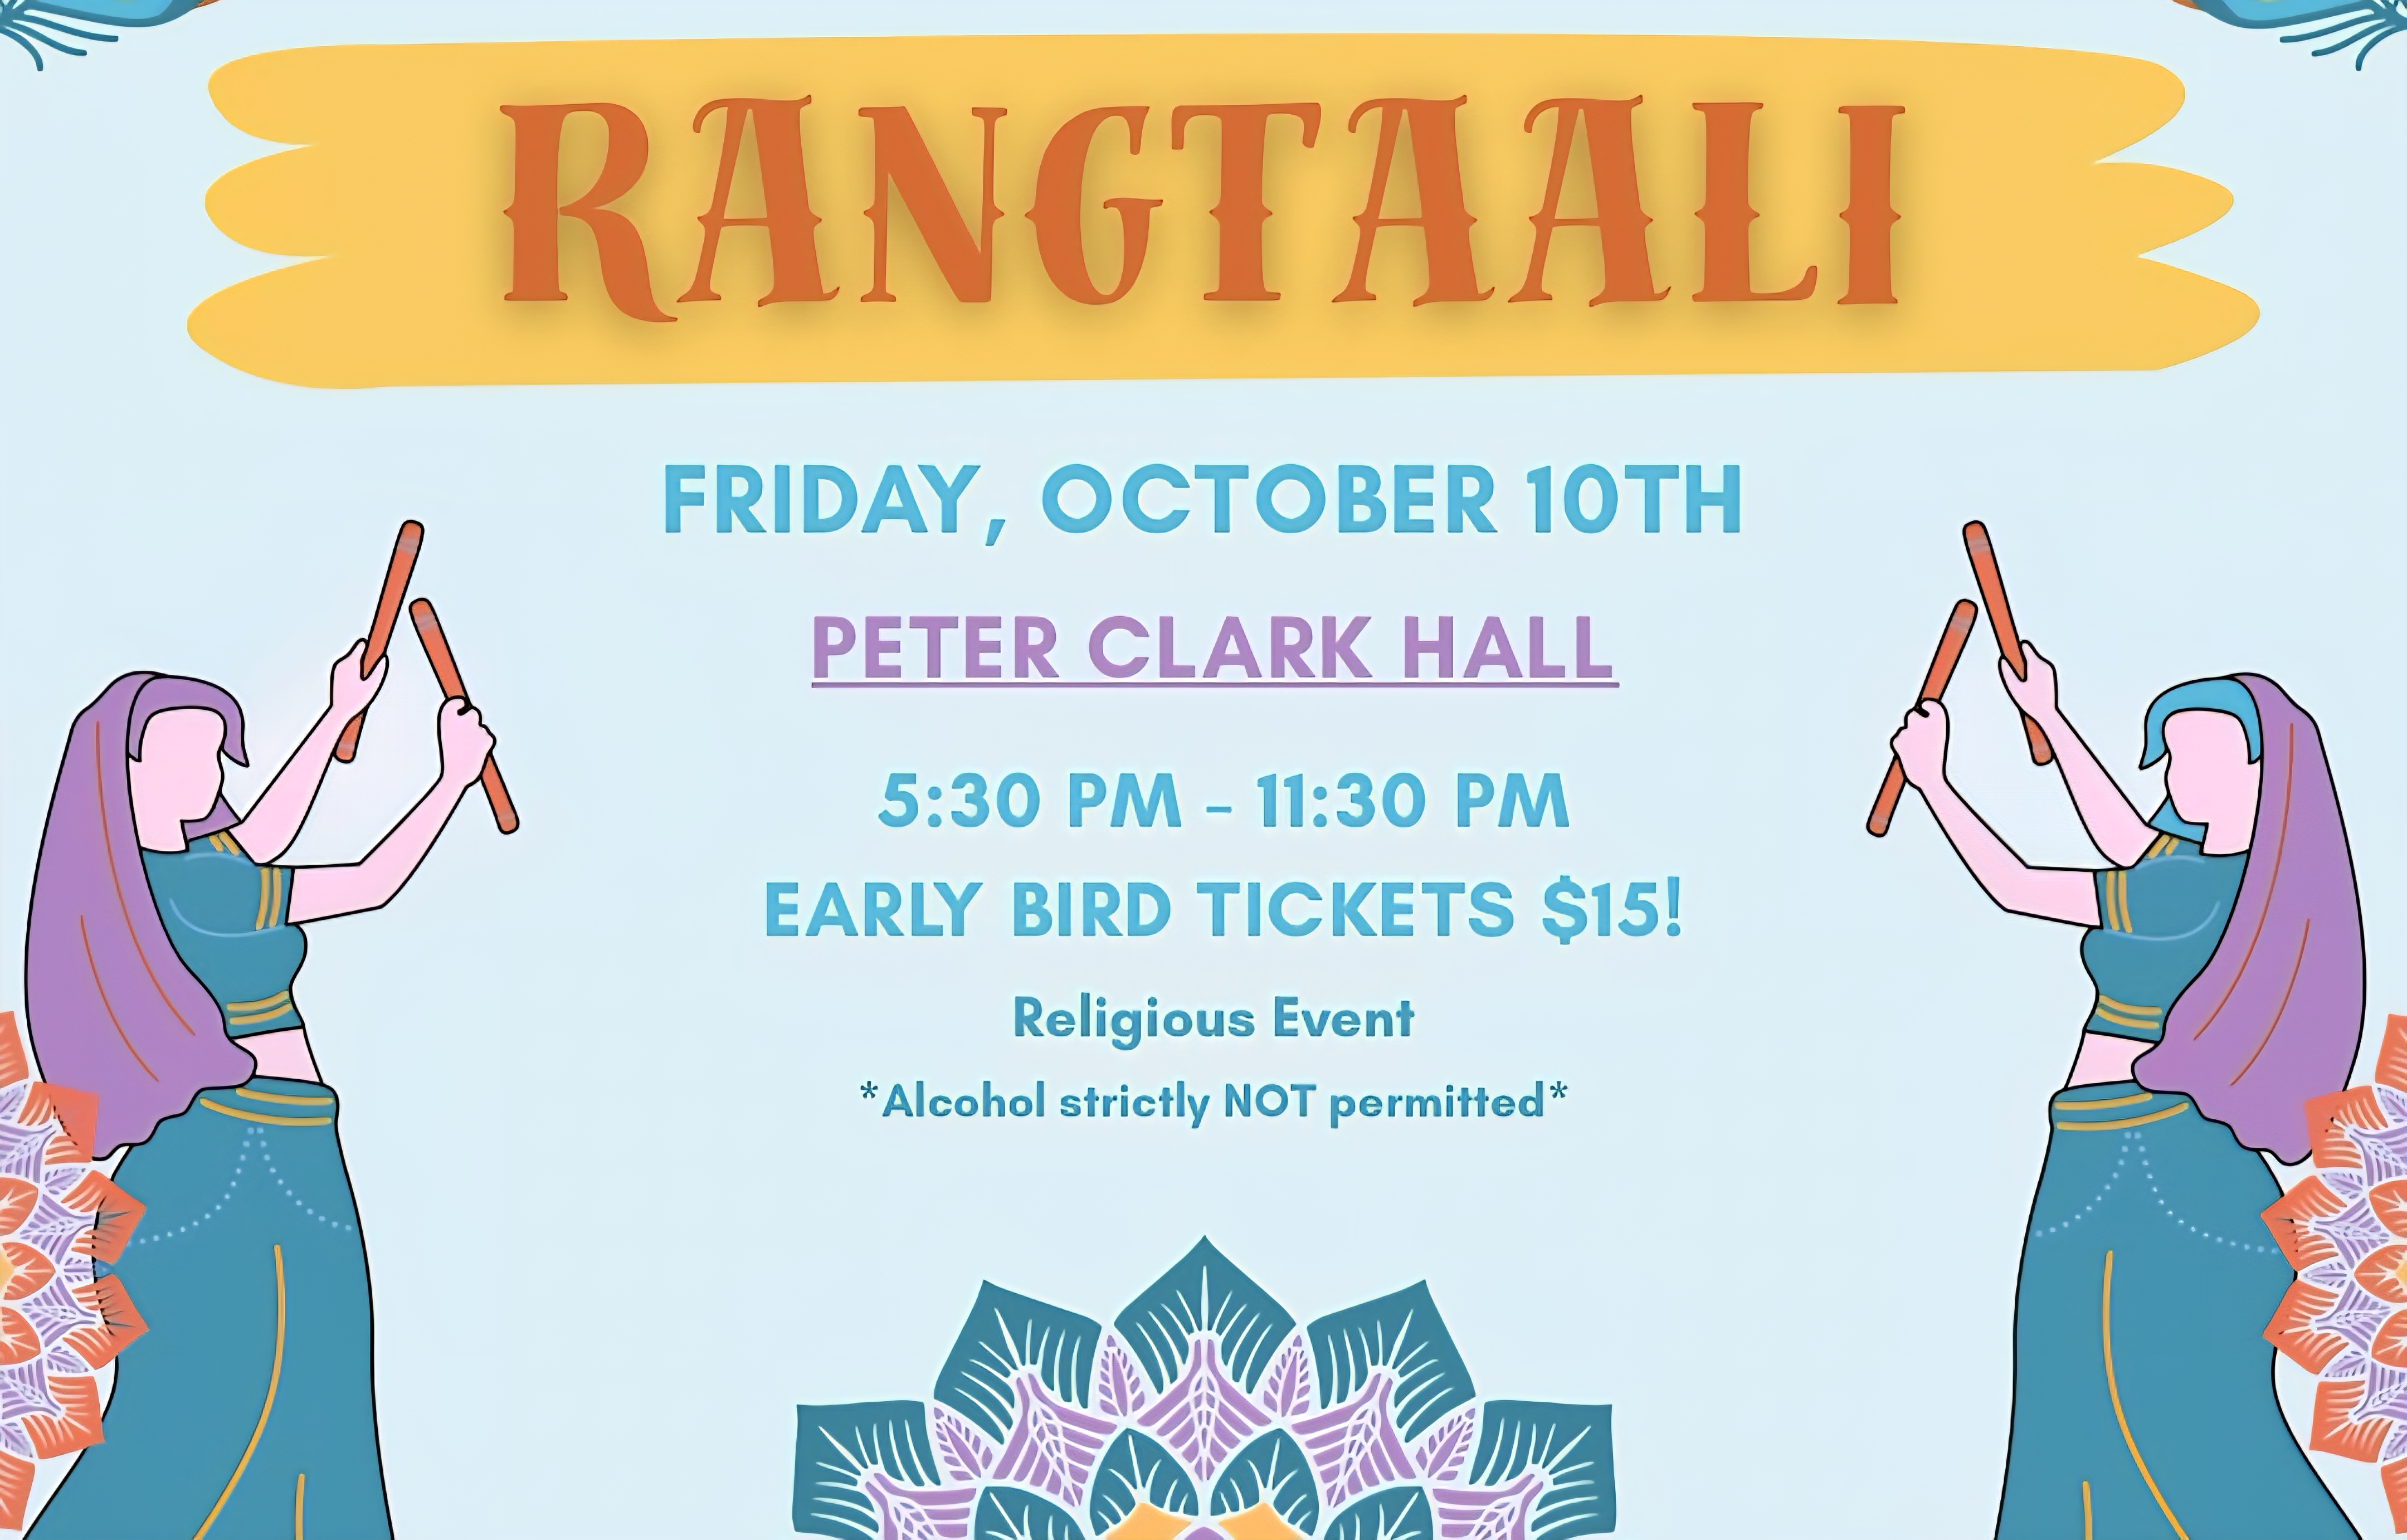 RANGTAALI
FRIDAY, OCTOBER 10TH
PETER CLARK HALL
5:30 PM - 11:30 PM
EARLY BIRD TICKETS $15!
Religious Event
*Alcohol strictly NOT permitted*